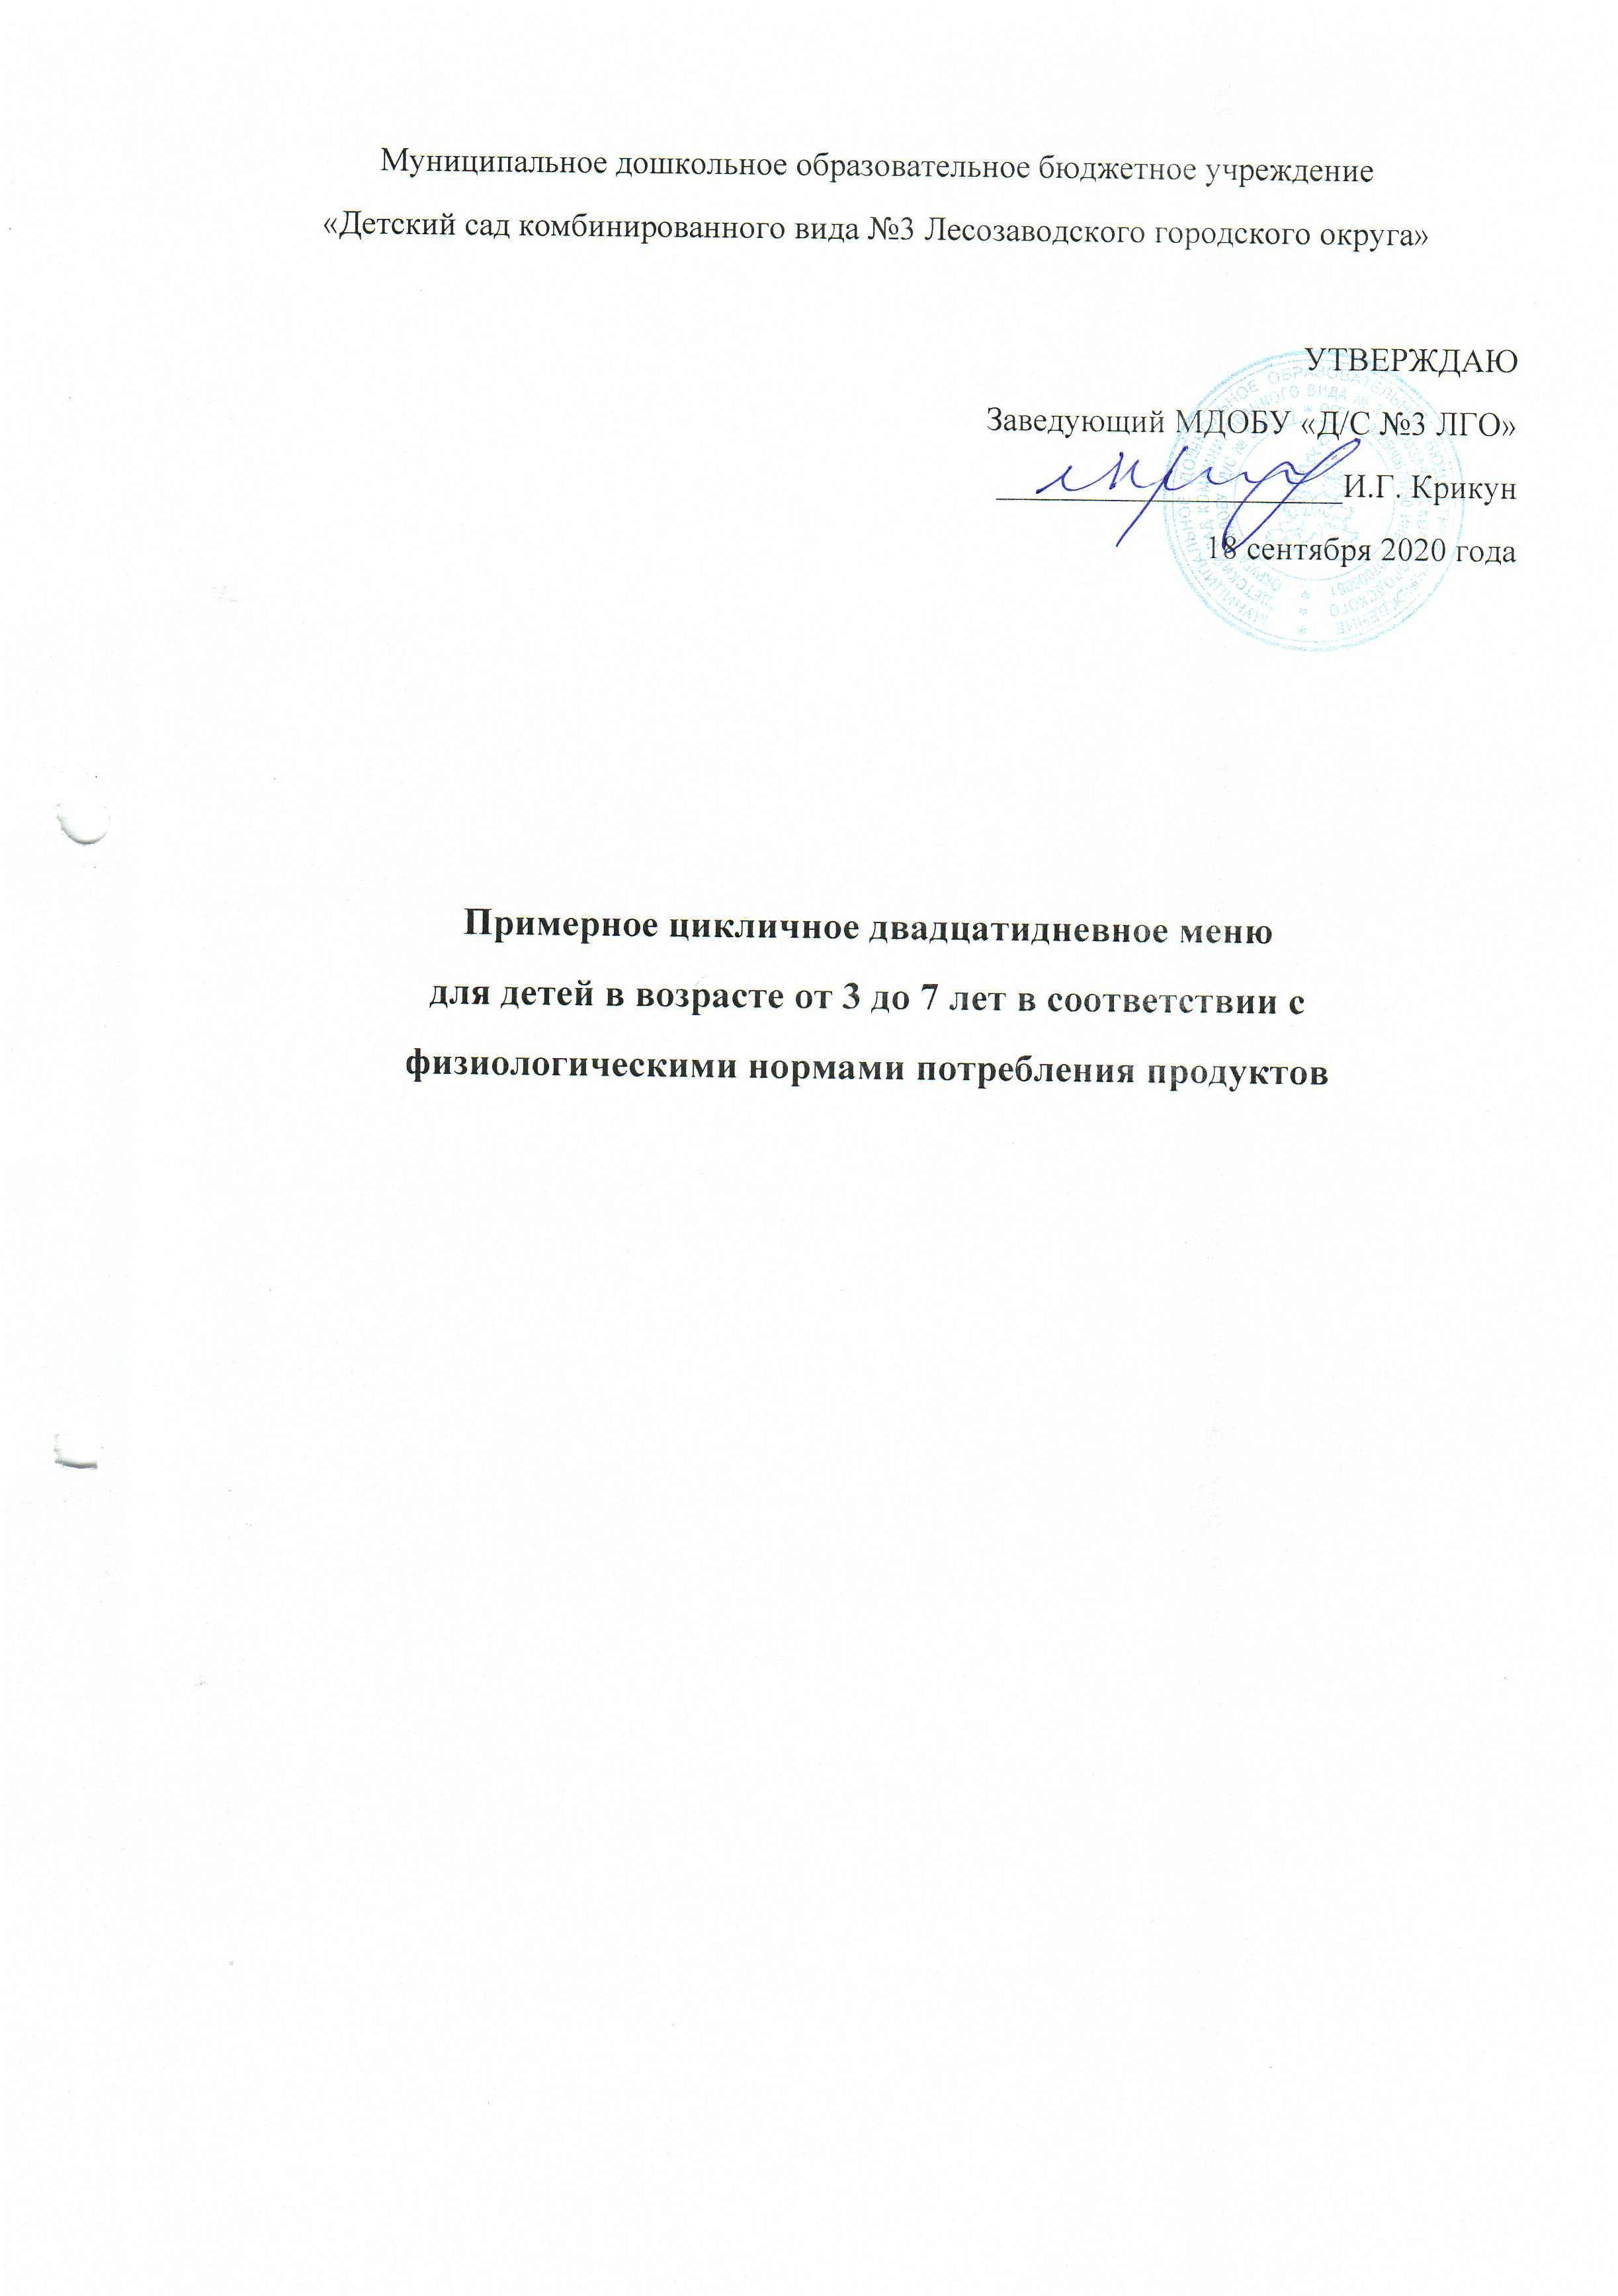 Муниципальное дошкольное образовательное бюджетное учреждение
«Детский сад комбинированного вида №3 Лесозаводского городского округа»
УТВЕРЖДАЮ
Заведующий МДОБУ «Д/С №3 ЛГО»
И.Г. Крикун
18 сентября 2020 года
Примерное цикличное двадцатидневное меню
для детей в возрасте от 3 до 7 лет в соответствии с
физиологическими нормами потребления продуктов